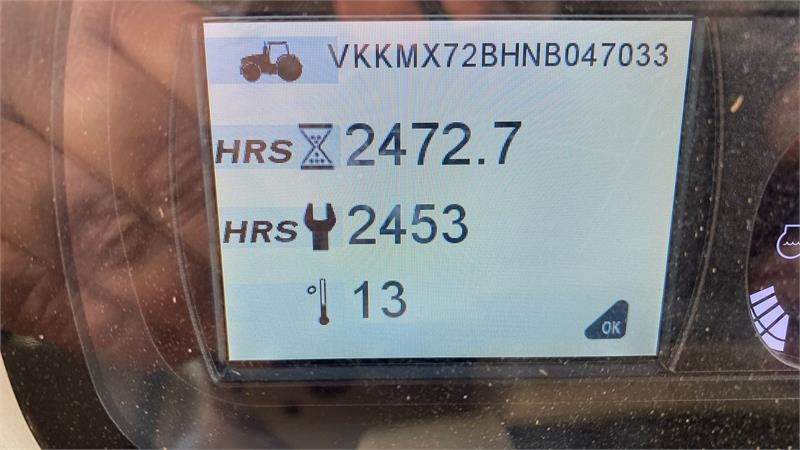 VKKMX72BHNB047033
HRS 2472.7
HRS 2453
° 13
OK